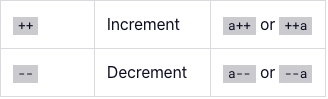 ++ Increment a++ or ++a
-- Decrement a-- or --a